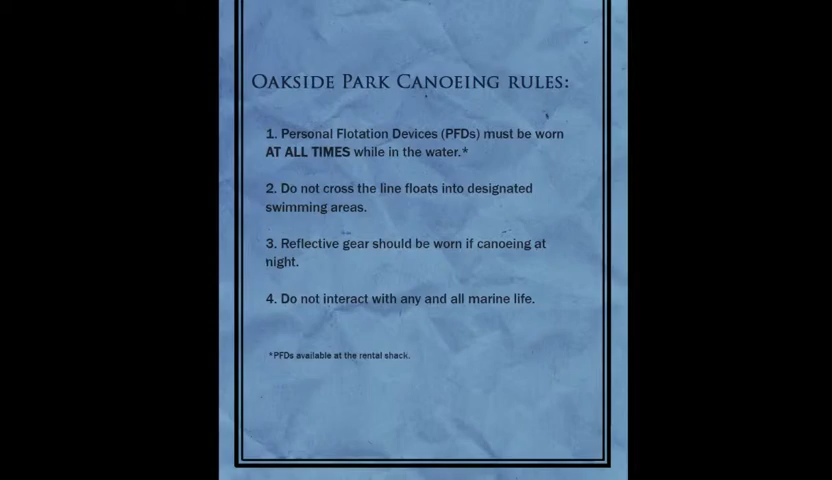 Oakside Park Canoeing rules:
1. Personal Flotation Devices (PFDs) must be worn
AT ALL TIMES while in the water.*
2. Do not cross the line floats into designated
swimming areas.
3. Reflective gear should be worn if canoeing at
night.
4. Do not interact with any and all marine life.
*PFDs available at the rental shack.